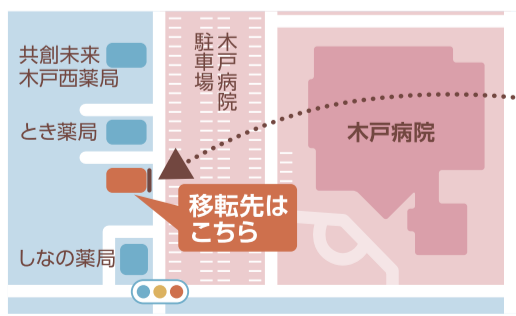 共創未来
木戸西薬局
とき薬局
しなの薬局
木戸病院
駐車場
木戸病院
移転先は
こちら